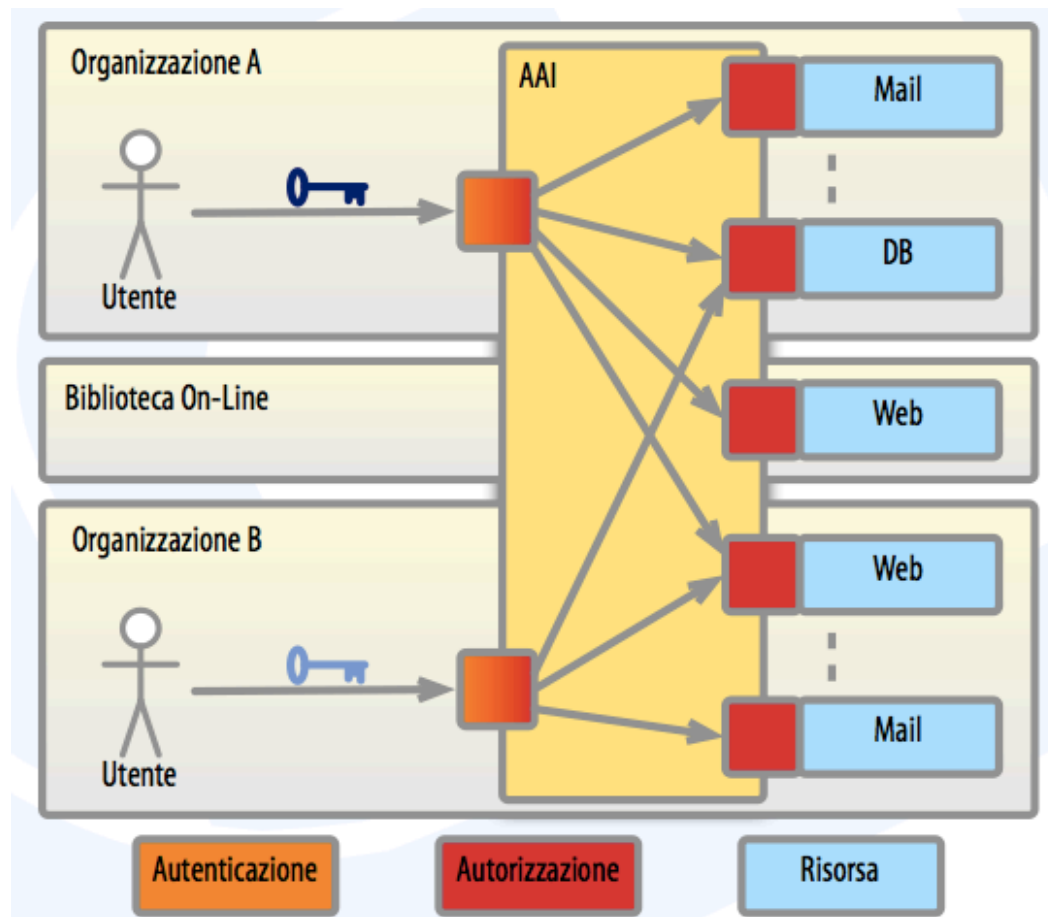 Organizzazione A
AAI
Mail
DB
Utente
Biblioteca On-Line
Web
Organizzazione B
Web
Mail
Utente
Autenticazione
Autorizzazione
Risorsa